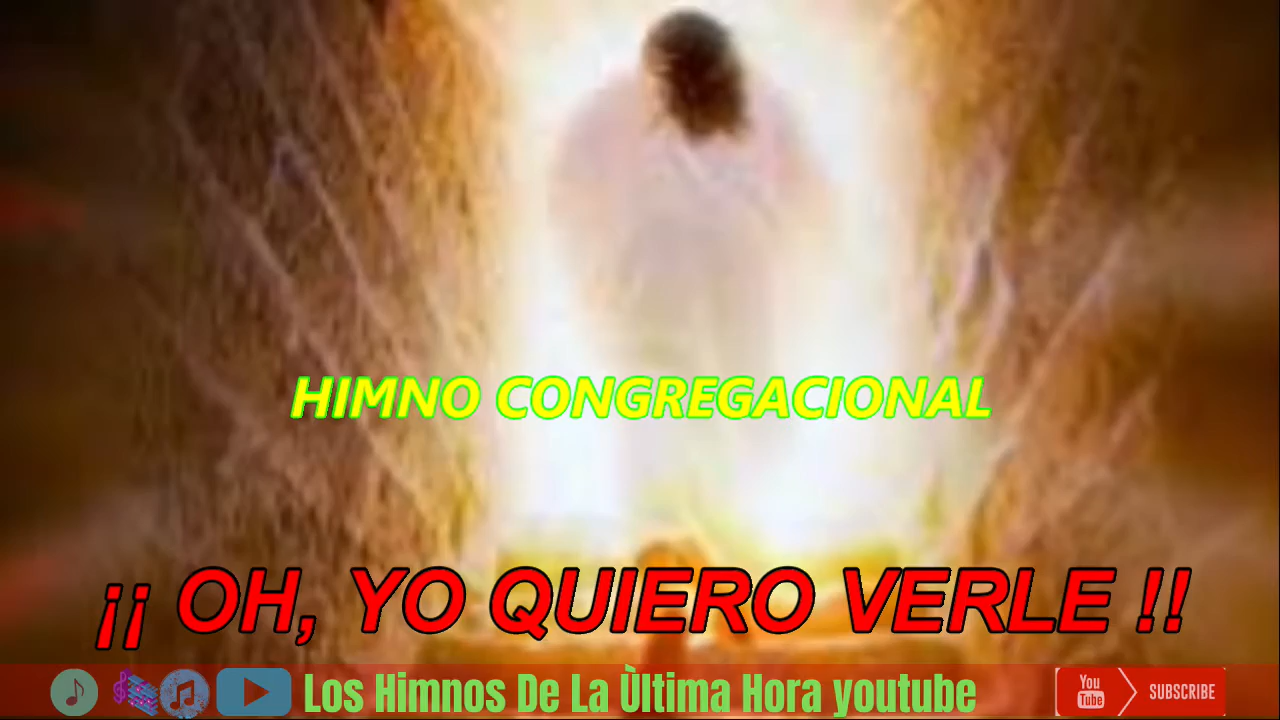 HIMNO CONGREGACIONAL
¡¡ OH, YO QUIERO VERLE !!
Los Himnos De La Ùltima Hora youtube
You
Tube
SUBSCRIBE